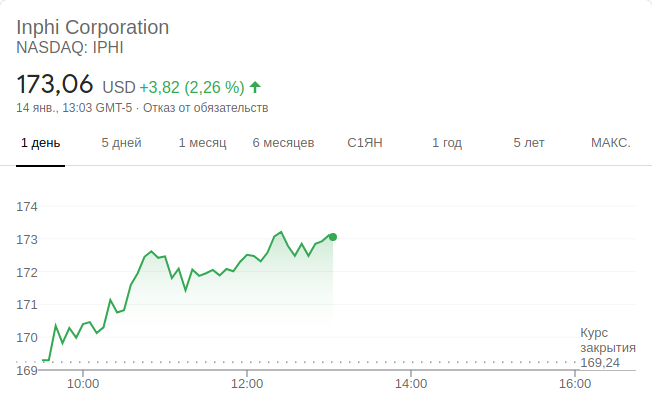 Inphi Corporation
NASDAQ: IPHI
173,06 USD +3,82 (2,26 %)
14 янв., 13:03 GMT-5 · Отказ от обязательств
1 день 5 дней 1 месяц 6 месяцев С1ЯН 1 год 5 лет МАКС.
174
173
172
171
170
169
Курс
закрытия
169,24
10:00 12:00 14:00 16:00